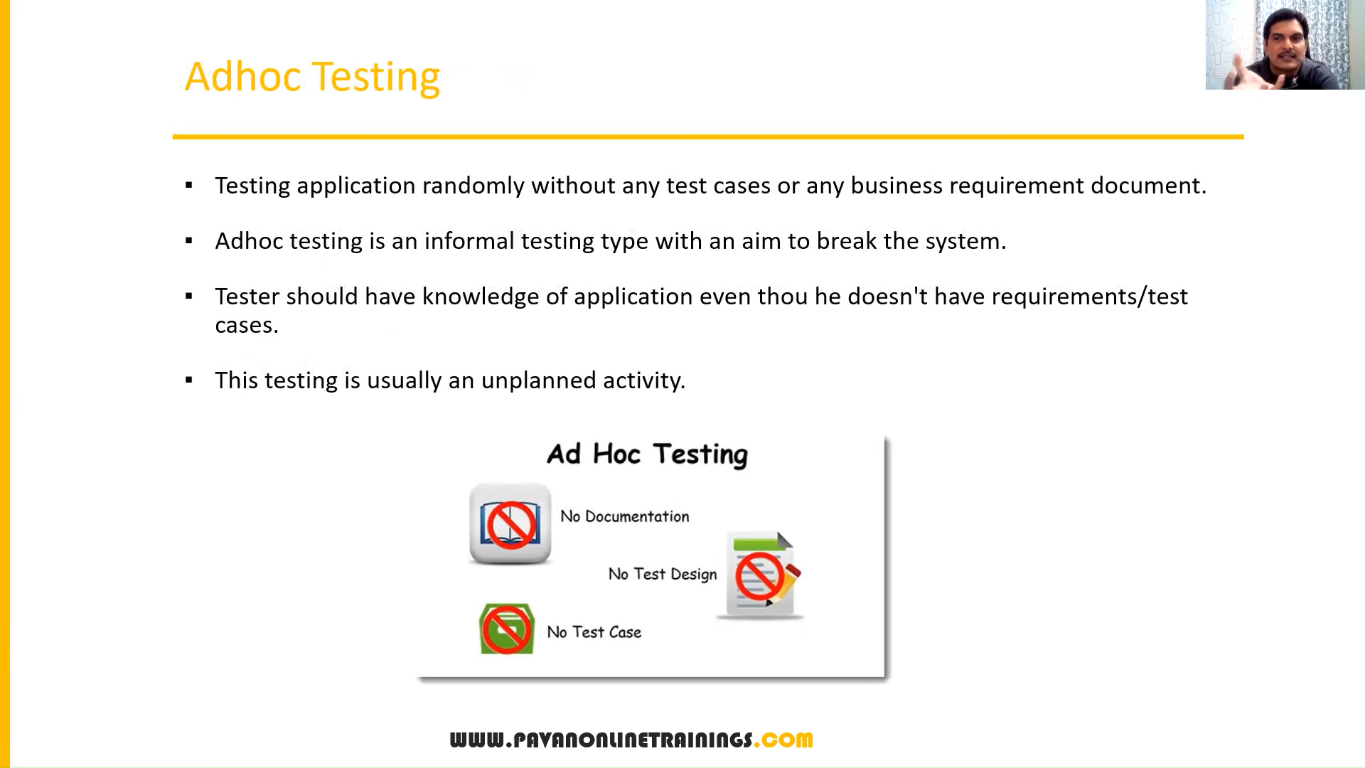 Adhoc Testing
▪ Testing application randomly without any test cases or any business requirement document.
▪ Adhoc testing is an informal testing type with an aim to break the system.
▪ Tester should have knowledge of application even thou he doesn't have requirements/test
cases.
▪ This testing is usually an unplanned activity.
Ad Hoc Testing
No Documentation
No Test Design
No Test Case
WWW.PAVANONLINETRAININGS.COM